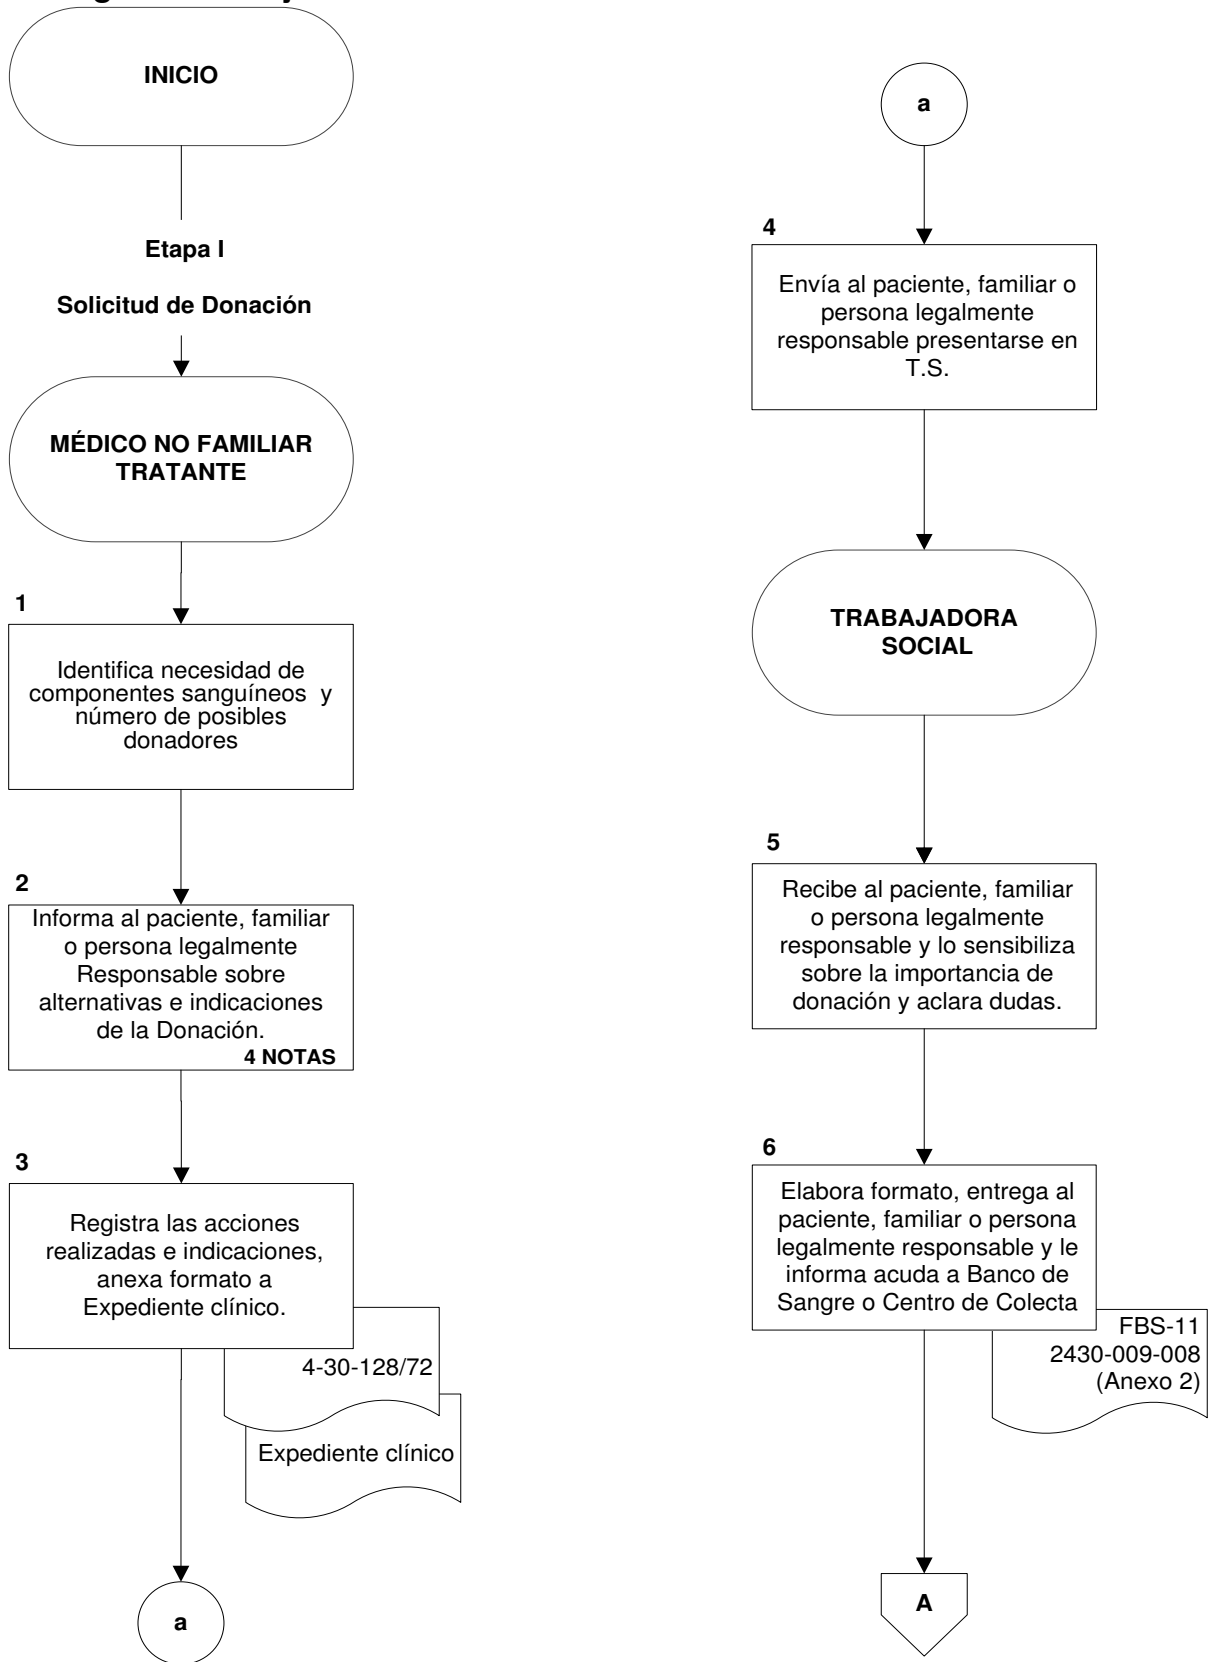 INICIO
Etapa I
Solicitud de Donación
MÉDICO NO FAMILIAR
TRATANTE
1
Identifica necesidad de
componentes sanguíneos y
número de posibles
donadores
2
Informa al paciente, familiar
o persona legalmente
Responsable sobre
alternativas e indicaciones
de la Donación.
4 NOTAS
3
Registra las acciones
realizadas e indicaciones,
anexa formato a
Expediente clínico.
4-30-128/72
Expediente clínico
a
a
4
Envía al paciente, familiar o
persona legalmente
responsable presentarse en
T.S.
TRABAJADORA
SOCIAL
5
Recibe al paciente, familiar
o persona legalmente
responsable y lo sensibiliza
sobre la importancia de
donación y aclara dudas.
6
Elabora formato, entrega al
paciente, familiar o persona
legalmente responsable y le
informa acuda a Banco de
Sangre o Centro de Colecta
FBS-11
2430-009-008
(Anexo 2)
A